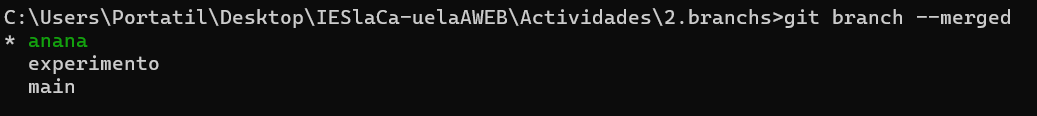 C:\Users\Portatil\Desktop\IESlaCa-uelaAWEB\Actividades\2.branchs>git branch --merged
* anana
  experimento
  main